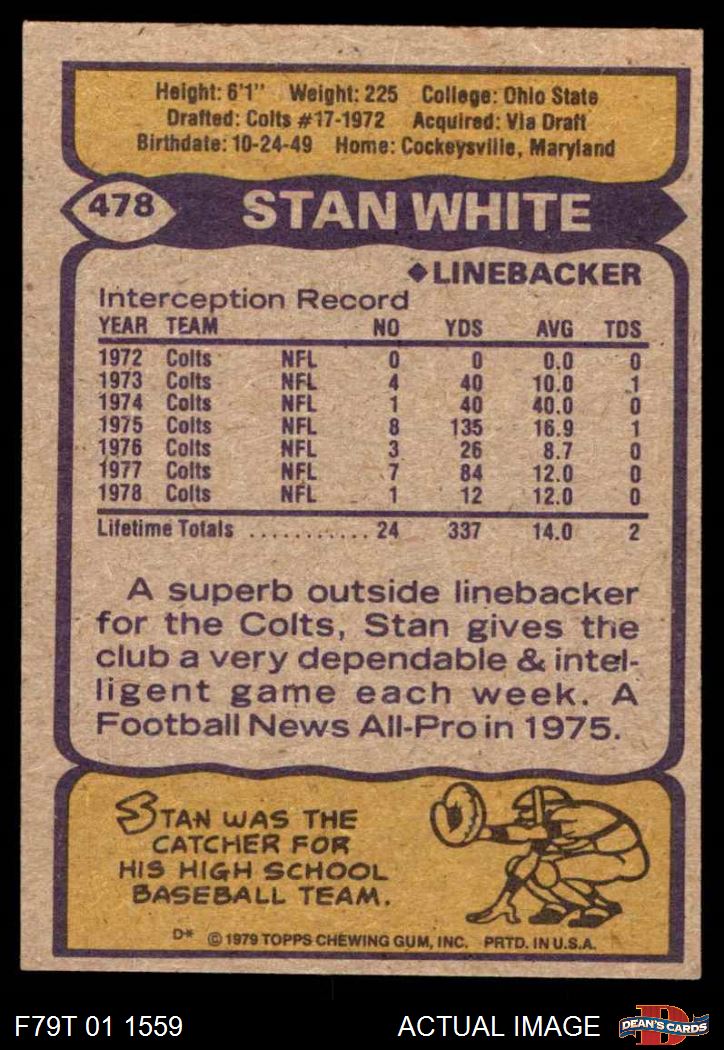 Height: 6'1" Weight: 225 College: Ohio State
Drafted: Colts #17-1972 Acquired: Via Draft
Birthdate: 10-24-49 Home: Cockeysville, Maryland
478 STAN WHITE
◆LINEBACKER
Interception Record
YEAR TEAM NO YDS AVG TDS
1972 Colts NFL 0 0 0.0 0
1973 Colts NFL 4 40 10.0 1
1974 Colts NFL 1 40 40.0 0
1975 Colts NFL 8 135 16.9 1
1976 Colts NFL 3 26 8.7 0
1977 Colts NFL 7 84 12.0 0
1978 Colts NFL 1 12 12.0 0
Lifetime Totals ........... 24 337 14.0 2
A superb outside linebacker
for the Colts, Stan gives the
club a very dependable & intel-
ligent game each week. A
Football News All-Pro in 1975.
STAN WAS THE
CATCHER FOR
HIS HIGH SCHOOL
BASEBALL TEAM.
D* © 1979 TOPPS CHEWING GUM, INC. PRTD. IN U.S.A.
F79T 01 1559 ACTUAL IMAGE D DEAN'S CARDS